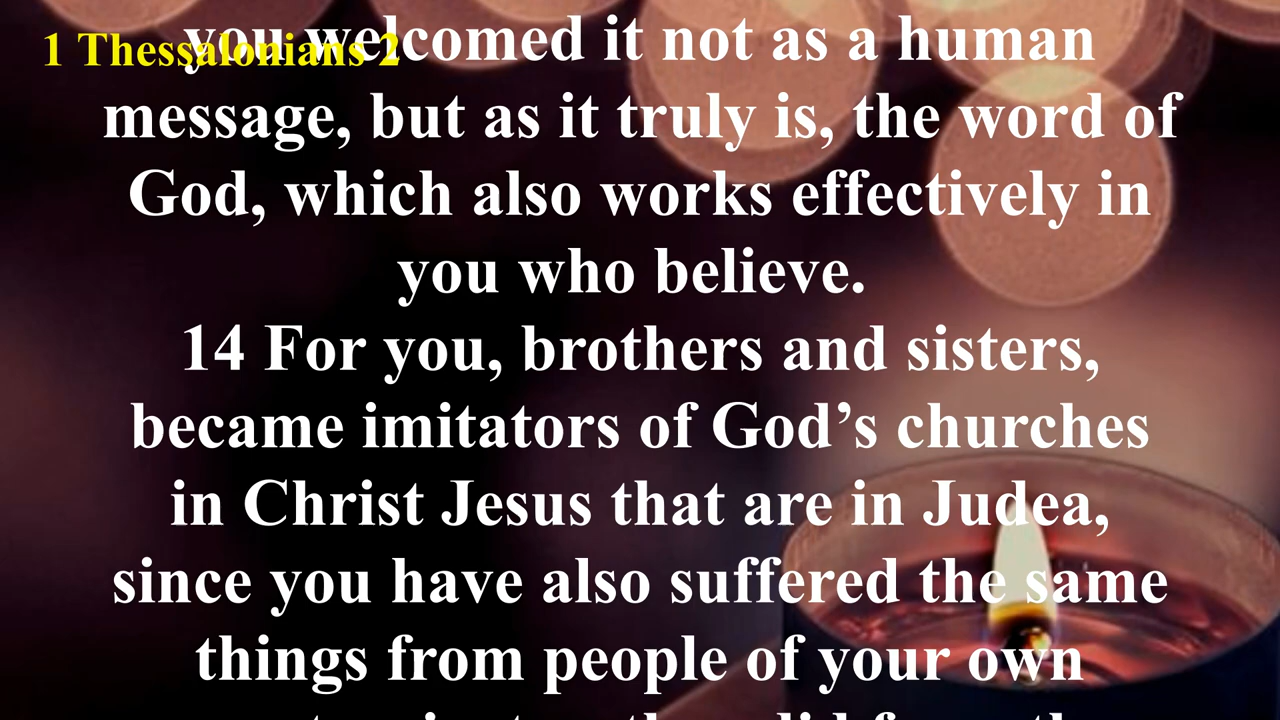 1 Thessalonians 2
you welcomed it not as a human
message, but as it truly is, the word of
God, which also works effectively in
you who believe.
14 For you, brothers and sisters,
became imitators of God’s churches
in Christ Jesus that are in Judea,
since you have also suffered the same
things from people of your own